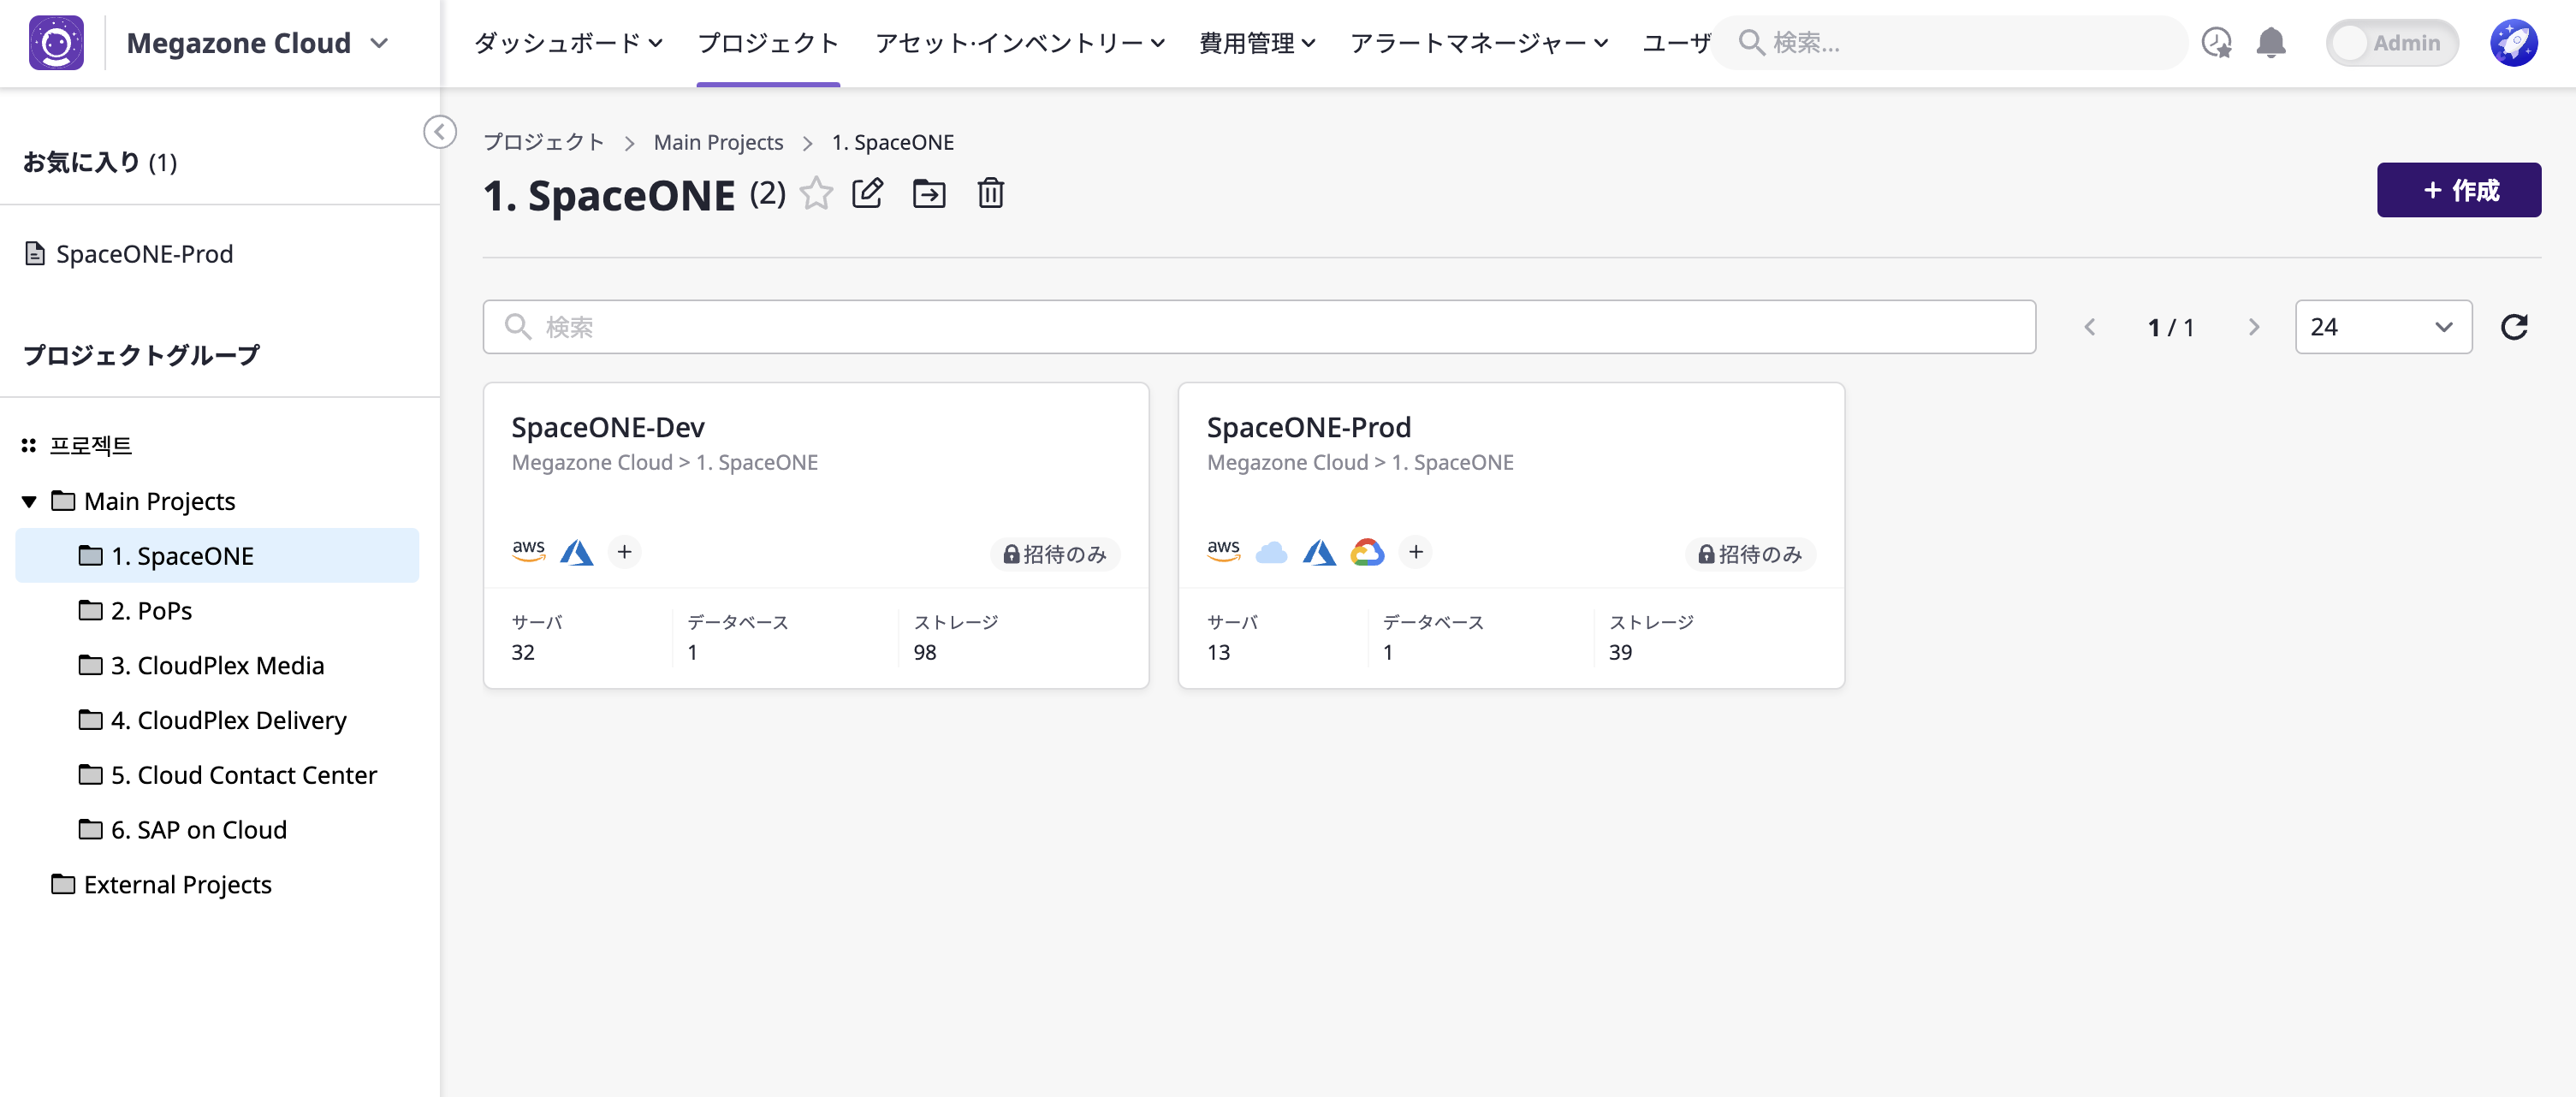 Megazone Cloud
ダッシュボード プロジェクト アセット·インベントリー 費用管理 アラートマネージャー ユーザ
検索...
Admin
お気に入り (1)
SpaceONE-Prod
プロジェクトグループ
프로젝트
Main Projects
1. SpaceONE
2. PoPs
3. CloudPlex Media
4. CloudPlex Delivery
5. Cloud Contact Center
6. SAP on Cloud
External Projects
プロジェクト > Main Projects > 1. SpaceONE
1. SpaceONE (2)
+ 作成
検索
1 / 1
24
SpaceONE-Dev
Megazone Cloud > 1. SpaceONE
aws
+
招待のみ
サーバ データベース ストレージ
32 1 98
SpaceONE-Prod
Megazone Cloud > 1. SpaceONE
aws
+
招待のみ
サーバ データベース ストレージ
13 1 39